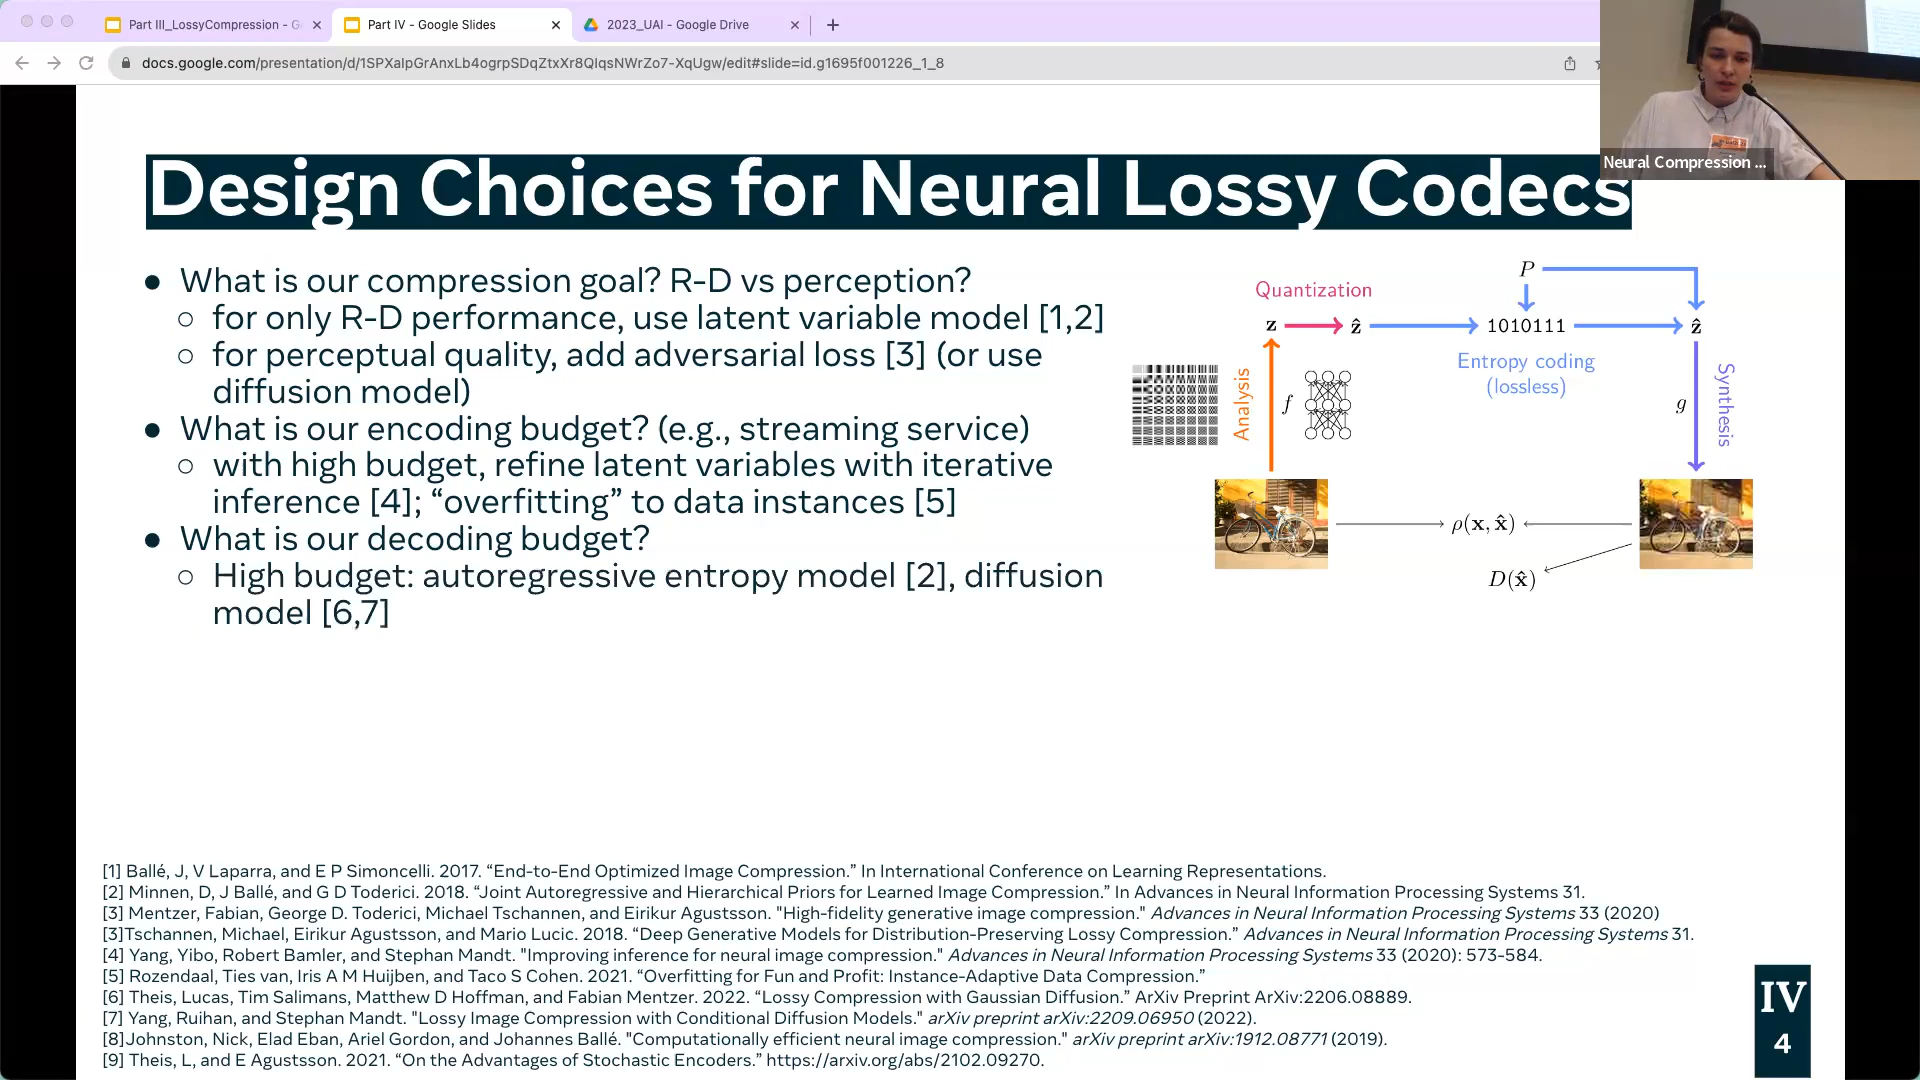 Part III_LossyCompression - G
Part IV - Google Slides
2023_UAI - Google Drive
docs.google.com/presentation/d/1SPXalpGrAnxLb4ogrpSDqZtxXr8QIqsNWrZo7-XqUgw/edit#slide=id.g1695f001226_1_8
Neural Compression ...
Design Choices for Neural Lossy Codecs
● What is our compression goal? R-D vs perception?
○ for only R-D performance, use latent variable model [1,2]
○ for perceptual quality, add adversarial loss [3] (or use
diffusion model)
● What is our encoding budget? (e.g., streaming service)
○ with high budget, refine latent variables with iterative
inference [4]; “overfitting” to data instances [5]
● What is our decoding budget?
○ High budget: autoregressive entropy model [2], diffusion
model [6,7]
P
Quantization
z ẑ 1010111 ẑ
Entropy coding
(lossless)
Analysis
f
g
Synthesis
ρ(x, x̂)
D(x̂)
[1] Ballé, J, V Laparra, and E P Simoncelli. 2017. “End-to-End Optimized Image Compression.” In International Conference on Learning Representations.
[2] Minnen, D, J Ballé, and G D Toderici. 2018. “Joint Autoregressive and Hierarchical Priors for Learned Image Compression.” In Advances in Neural Information Processing Systems 31.
[3] Mentzer, Fabian, George D. Toderici, Michael Tschannen, and Eirikur Agustsson. "High-fidelity generative image compression." Advances in Neural Information Processing Systems 33 (2020)
[3]Tschannen, Michael, Eirikur Agustsson, and Mario Lucic. 2018. “Deep Generative Models for Distribution-Preserving Lossy Compression.” Advances in Neural Information Processing Systems 31.
[4] Yang, Yibo, Robert Bamler, and Stephan Mandt. "Improving inference for neural image compression." Advances in Neural Information Processing Systems 33 (2020): 573-584.
[5] Rozendaal, Ties van, Iris A M Huijben, and Taco S Cohen. 2021. “Overfitting for Fun and Profit: Instance-Adaptive Data Compression.”
[6] Theis, Lucas, Tim Salimans, Matthew D Hoffman, and Fabian Mentzer. 2022. “Lossy Compression with Gaussian Diffusion.” ArXiv Preprint ArXiv:2206.08889.
[7] Yang, Ruihan, and Stephan Mandt. "Lossy Image Compression with Conditional Diffusion Models." arXiv preprint arXiv:2209.06950 (2022).
[8]Johnston, Nick, Elad Eban, Ariel Gordon, and Johannes Ballé. "Computationally efficient neural image compression." arXiv preprint arXiv:1912.08771 (2019).
[9] Theis, L, and E Agustsson. 2021. “On the Advantages of Stochastic Encoders.” https://arxiv.org/abs/2102.09270.
IV
4